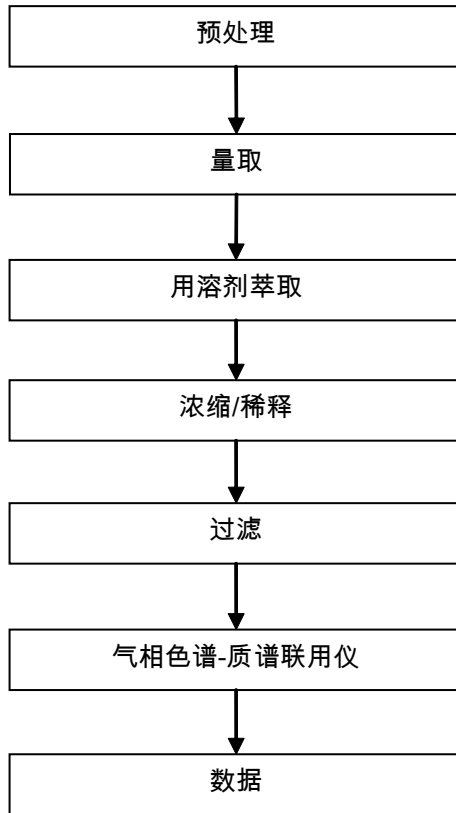 预处理
量取
用溶剂萃取
浓缩/稀释
过滤
气相色谱-质谱联用仪
数据